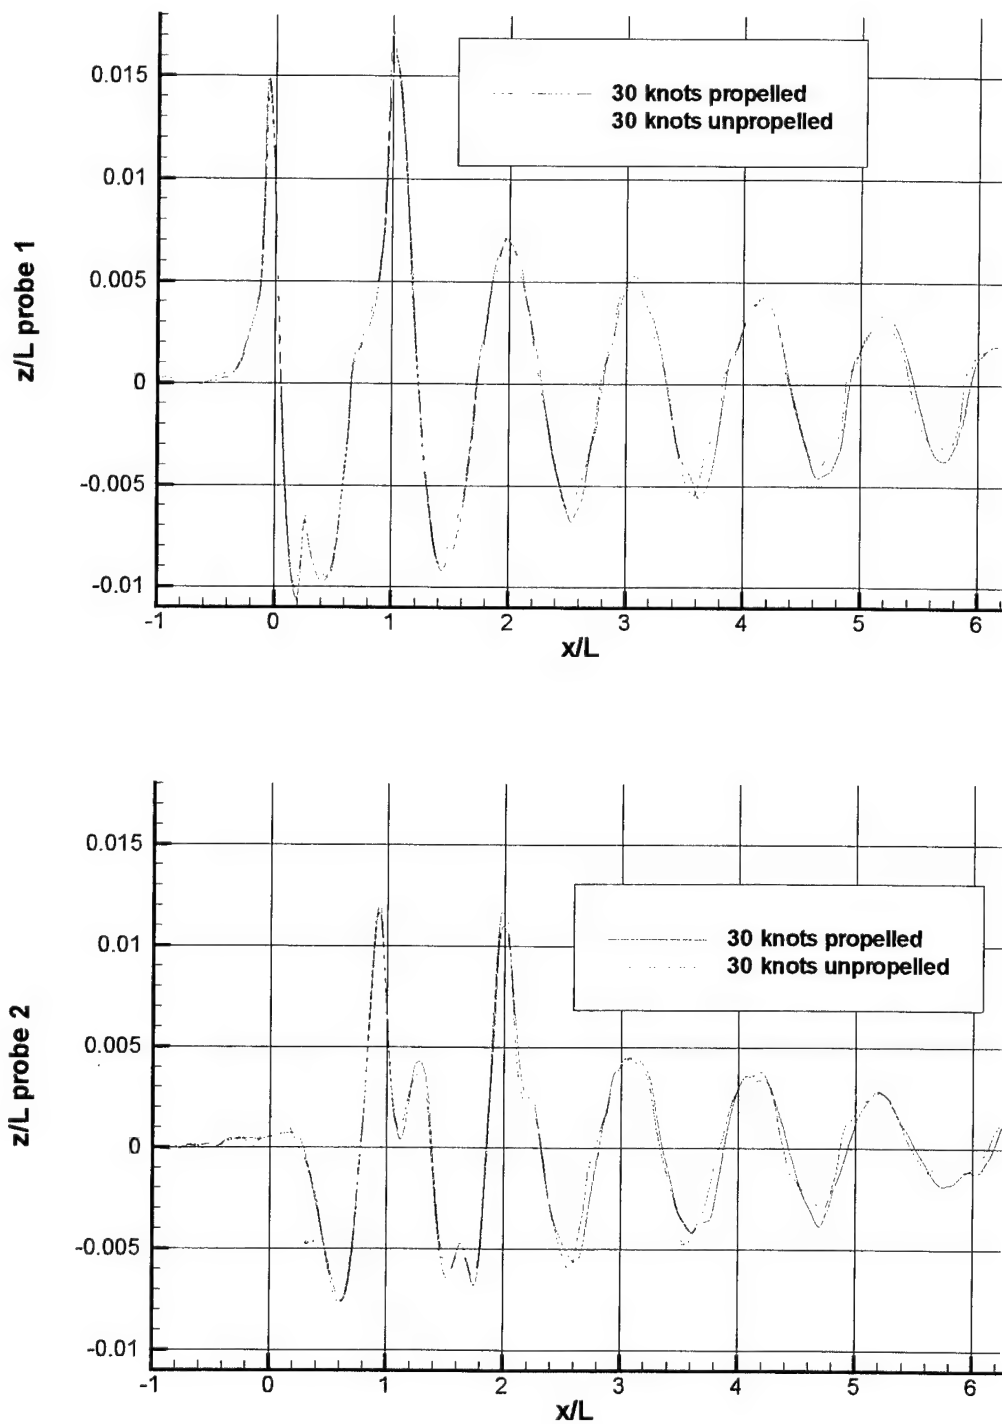 z/L probe 1
0.015
0.01
0.005
0
-0.005
-0.01
30 knots propelled
30 knots unpropelled
-1 0 1 2 3 4 5 6
x/L
z/L probe 2
0.015
0.01
0.005
0
-0.005
-0.01
30 knots propelled
30 knots unpropelled
-1 0 1 2 3 4 5 6
x/L